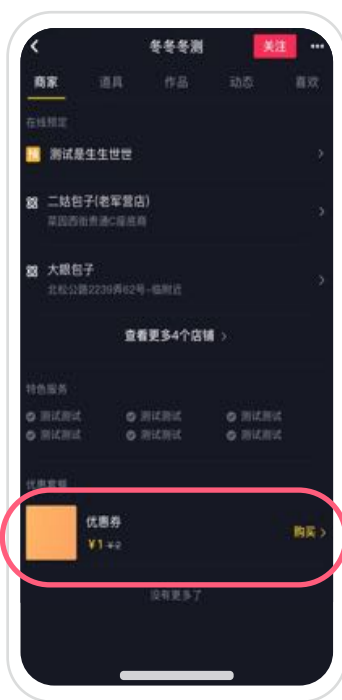 冬冬冬测
关注
商家 道具 作品 动态 喜欢
在线预定
预 测试是生生世世
二姑包子(老军营店)
菜园西街贵通C座底商
大眼包子
北松公路2239弄62号-临附近
查看更多4个店铺
特色服务
测试测试 测试测试 测试测试
测试测试 测试测试 测试测试
优惠套餐
优惠券
¥1 ¥2
购买
没有更多了